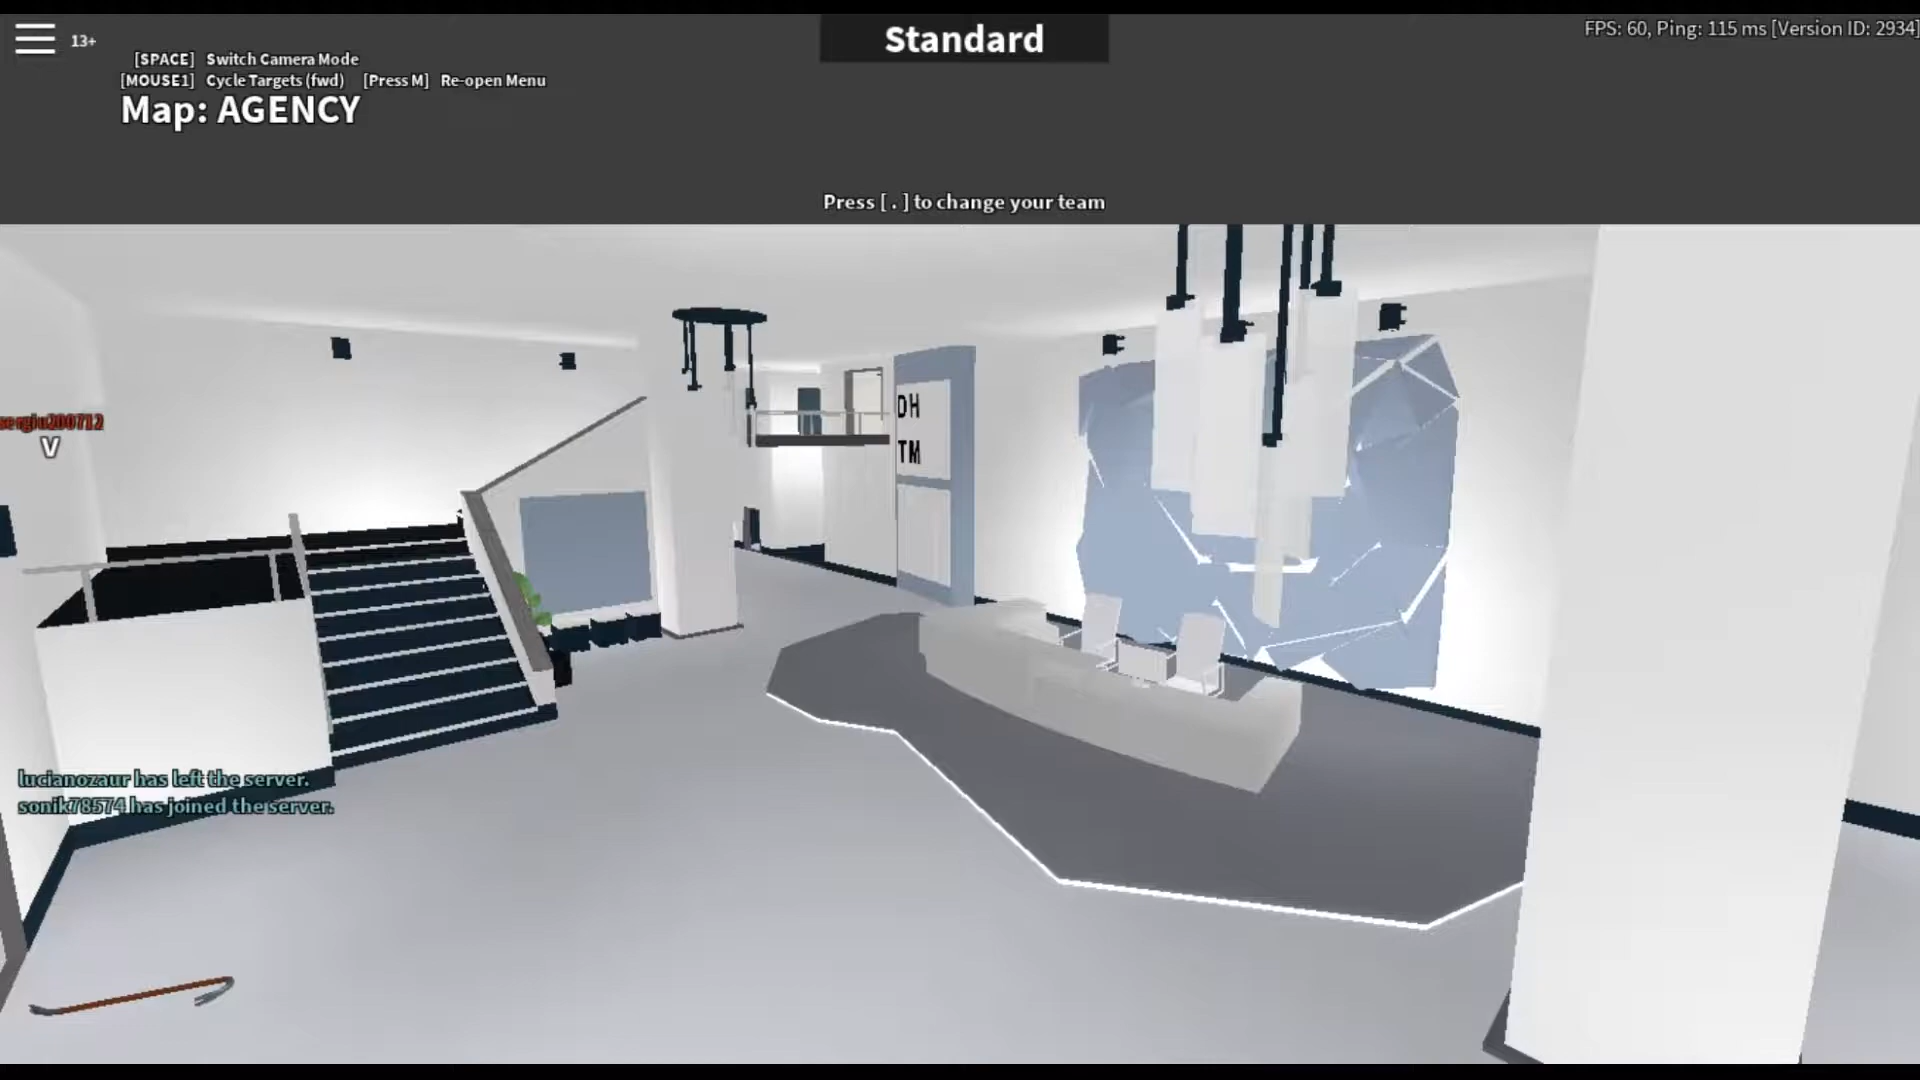 13+
Standard
FPS: 60, Ping: 115 ms [Version ID: 2934]
[SPACE] Switch Camera Mode
[MOUSE1] Cycle Targets (fwd) [Press M] Re-open Menu
Map: AGENCY
Press [ . ] to change your team
DH
TM
sergiu200712
V
lucianozaur has left the server.
sonik78574 has joined the server.